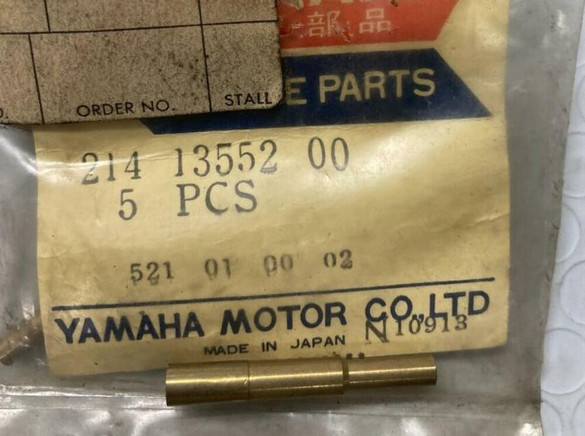 ORDER NO.
STALL
部品
E PARTS
214 13552 00
5 PCS
521 01 00 02
YAMAHA MOTOR CO., LTD
N 10913
MADE IN JAPAN